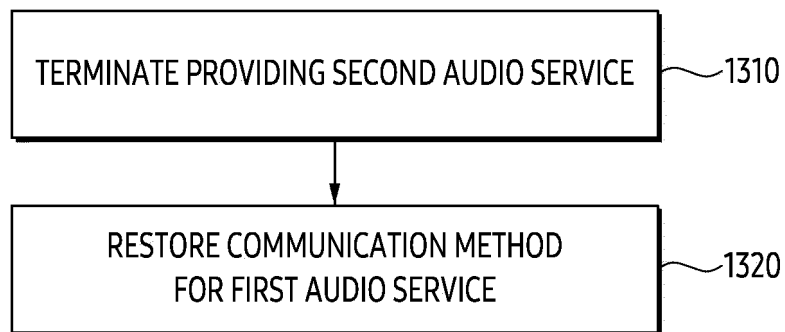 TERMINATE PROVIDING SECOND AUDIO SERVICE
1310
RESTORE COMMUNICATION METHOD
FOR FIRST AUDIO SERVICE
1320